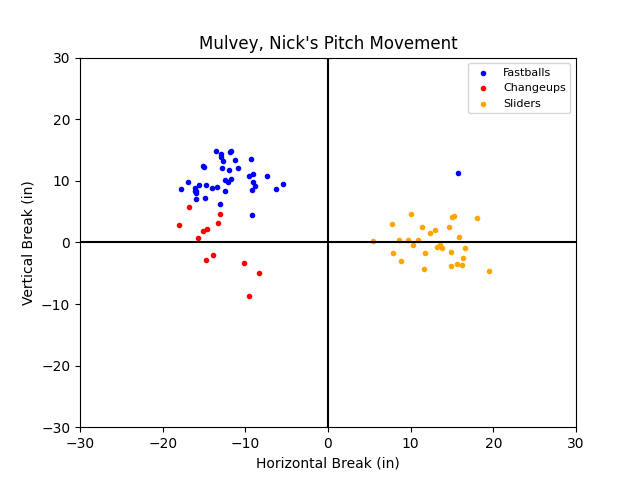 Mulvey, Nick's Pitch Movement
Fastballs
Changeups
Sliders
30
20
10
0
−10
−20
−30
Vertical Break (in)
−30 −20 −10 0 10 20 30
Horizontal Break (in)